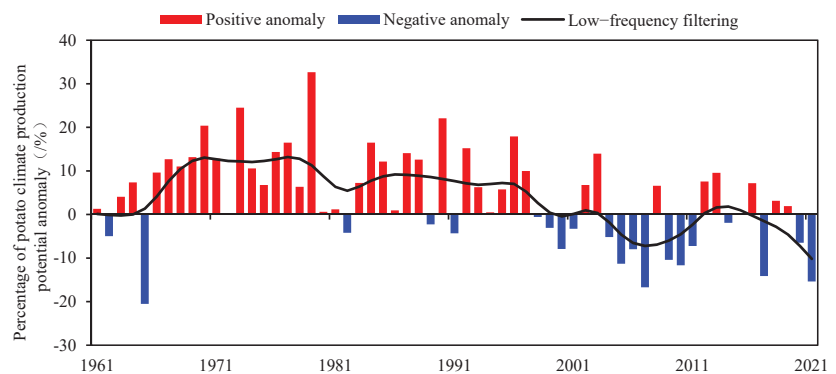 Positive anomaly Negative anomaly Low−frequency filtering
Percentage of potato climate production
potential anomaly（/%）
40
30
20
10
0
-10
-20
-30
1961 1971 1981 1991 2001 2011 2021